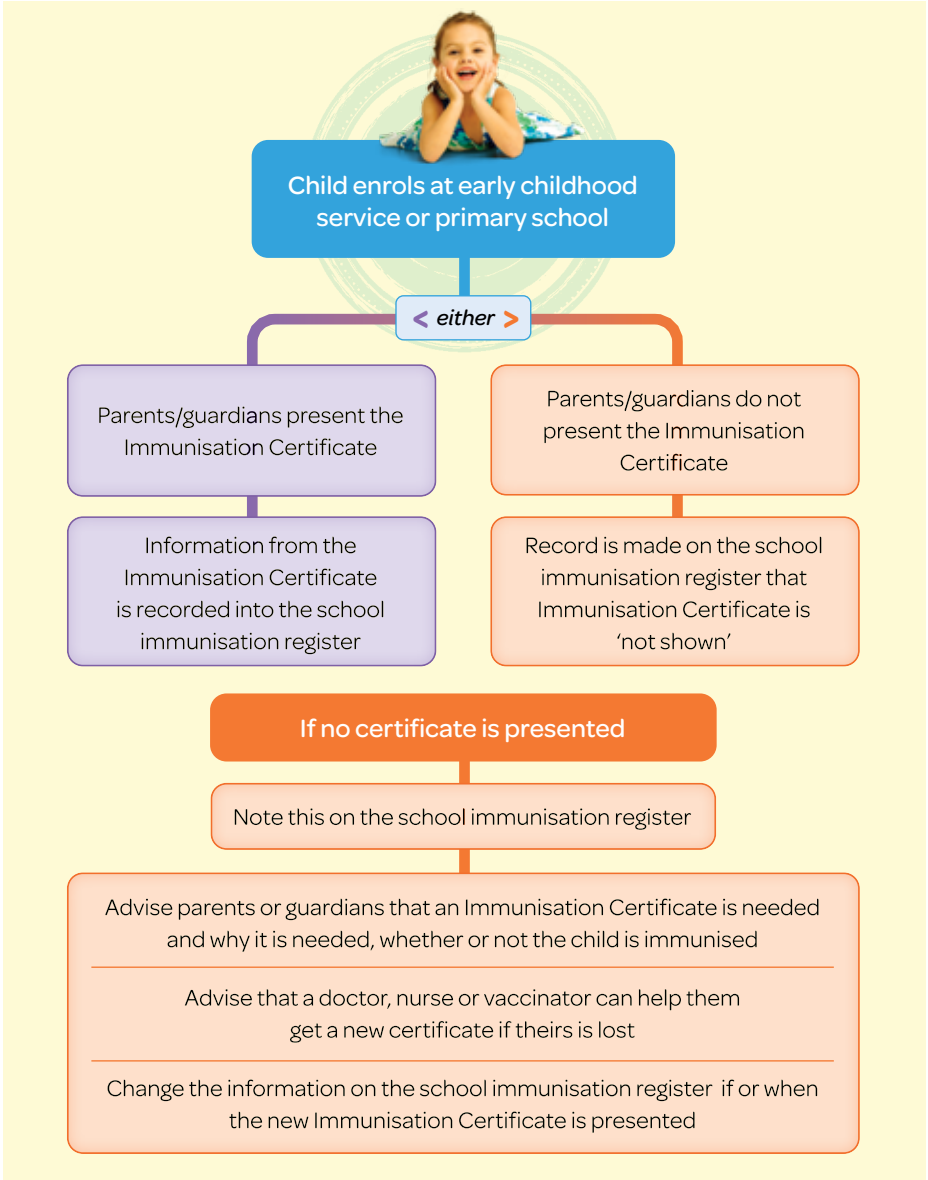 Child enrols at early childhood
service or primary school
< either >
Parents/guardians present the
Immunisation Certificate
Parents/guardians do not
present the Immunisation
Certificate
Information from the
Immunisation Certificate
is recorded into the school
immunisation register
Record is made on the school
immunisation register that
Immunisation Certificate is
‘not shown’
If no certificate is presented
Note this on the school immunisation register
Advise parents or guardians that an Immunisation Certificate is needed
and why it is needed, whether or not the child is immunised
Advise that a doctor, nurse or vaccinator can help them
get a new certificate if theirs is lost
Change the information on the school immunisation register if or when
the new Immunisation Certificate is presented